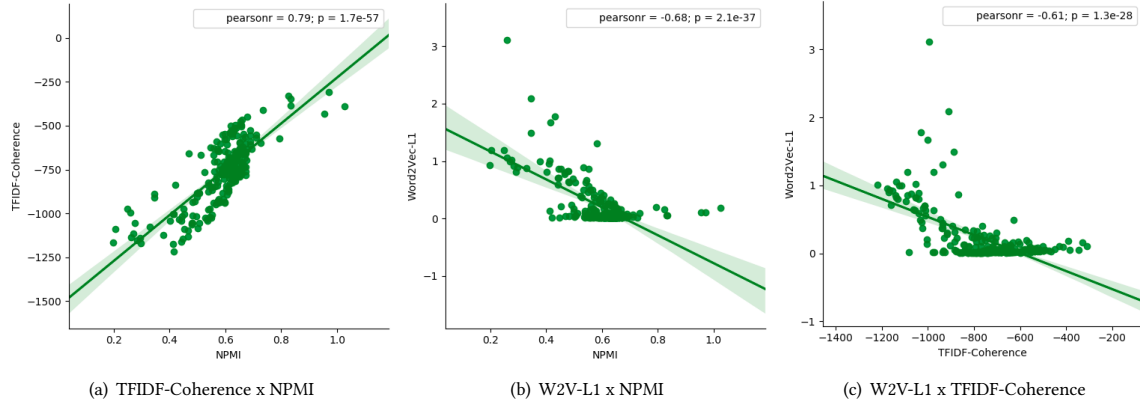 pearsonr = 0.79; p = 1.7e-57
0
−250
−500
−750
−1000
−1250
−1500
TFIDF-Coherence
0.2 0.4 0.6 0.8 1.0
NPMI
(a) TFIDF-Coherence x NPMI
pearsonr = -0.68; p = 2.1e-37
3
2
1
0
−1
Word2Vec-L1
0.2 0.4 0.6 0.8 1.0
NPMI
(b) W2V-L1 x NPMI
pearsonr = -0.61; p = 1.3e-28
3
2
1
0
−1
Word2Vec-L1
−1400 −1200 −1000 −800 −600 −400 −200
TFIDF-Coherence
(c) W2V-L1 x TFIDF-Coherence